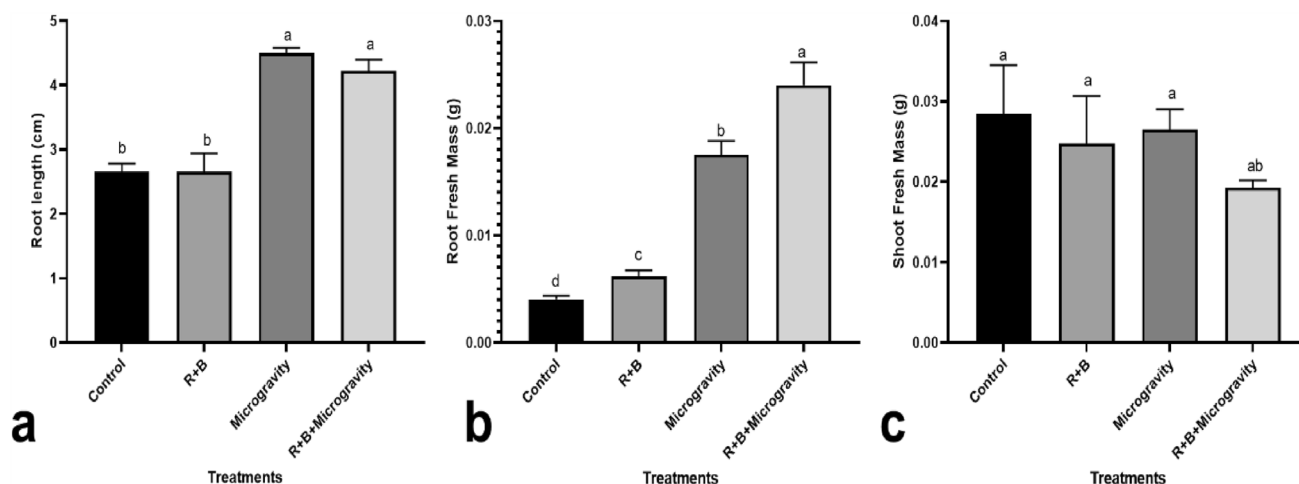 5
4
3
2
1
0
Root length (cm)
b
b
a
a
Control
R+B
Microgravity
R+B+Microgravity
Treatments
a
0.03
0.02
0.01
0.00
Root Fresh Mass (g)
d
c
b
a
Control
R+B
Microgravity
R+B+Microgravity
Treatments
b
0.04
0.03
0.02
0.01
0.00
Shoot Fresh Mass (g)
a
a
a
ab
Control
R+B
Microgravity
R+B+Microgravity
Treatments
c